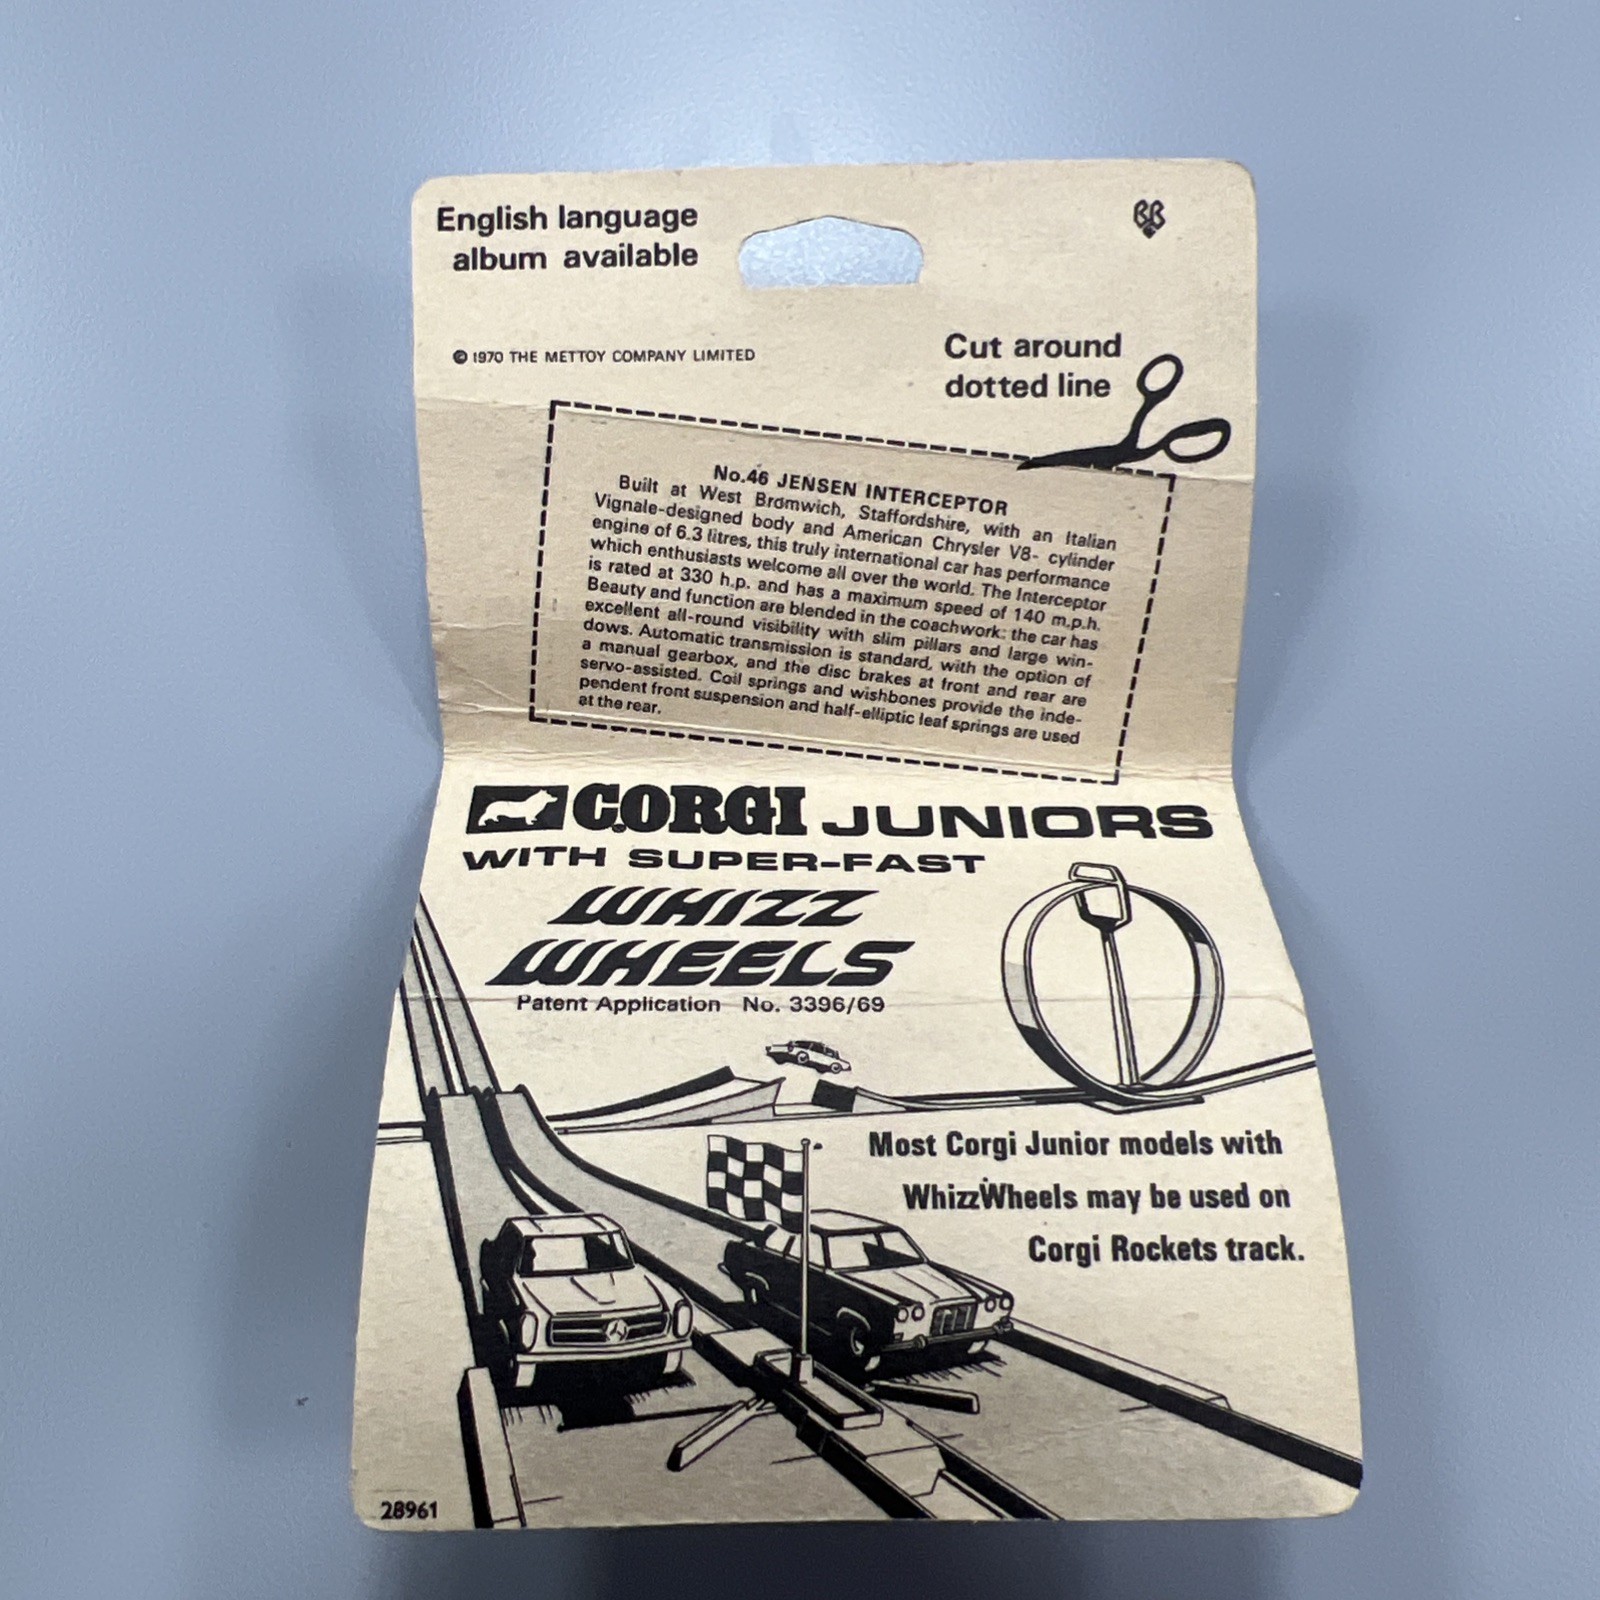 English language
album available
© 1970 THE METTOY COMPANY LIMITED
Cut around
dotted line
No.46 JENSEN INTERCEPTOR
Built at West Bromwich, Staffordshire, with an Italian
Vignale-designed body and American Chrysler V8- cylinder
engine of 6.3 litres, this truly international car has performance
which enthusiasts welcome all over the world. The Interceptor
is rated at 330 h.p. and has a maximum speed of 140 m.p.h.
Beauty and function are blended in the coachwork: the car has
excellent all-round visibility with slim pillars and large win-
dows. Automatic transmission is standard, with the option of
a manual gearbox, and the disc brakes at front and rear are
servo-assisted. Coil springs and wishbones provide the inde-
pendent front suspension and half-elliptic leaf springs are used
at the rear.
CORGI JUNIORS
WITH SUPER-FAST
WHIZZ
WHEELS
Patent Application No. 3396/69
Most Corgi Junior models with
WhizzWheels may be used on
Corgi Rockets track.
28961